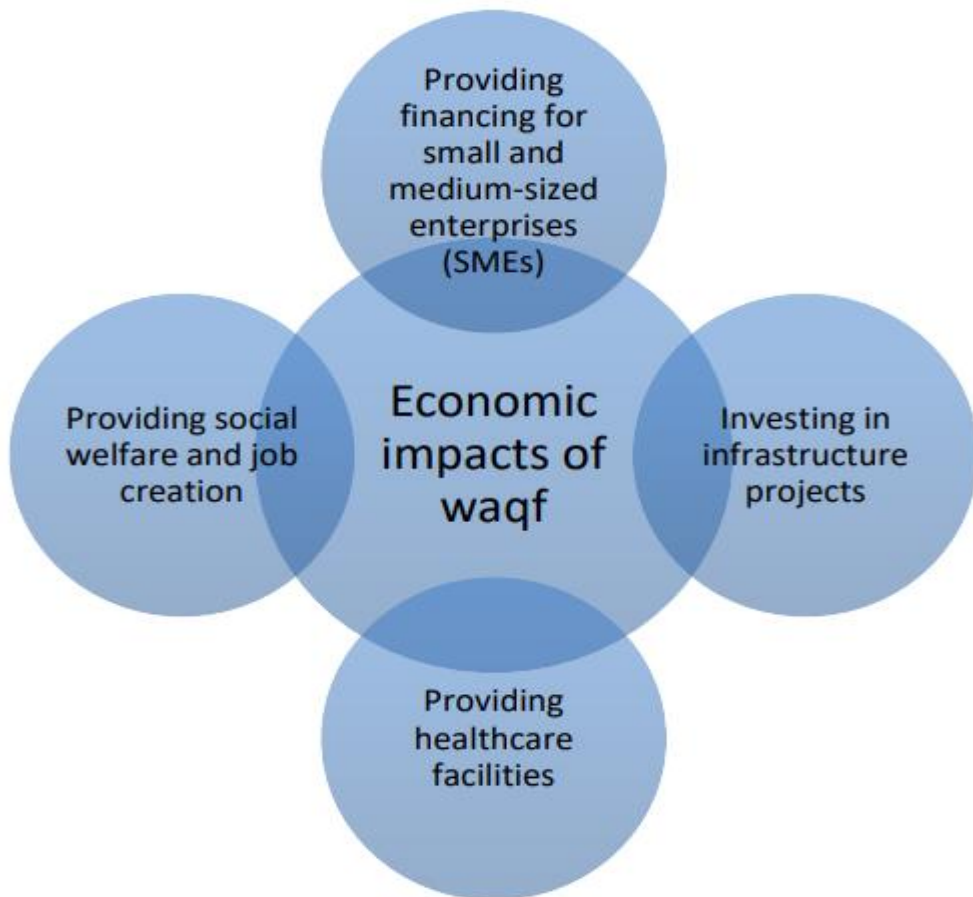 Providing
financing for
small and
medium-sized
enterprises
(SMEs)
Providing social
welfare and job
creation
Economic
impacts of
waqf
Investing in
infrastructure
projects
Providing
healthcare
facilities